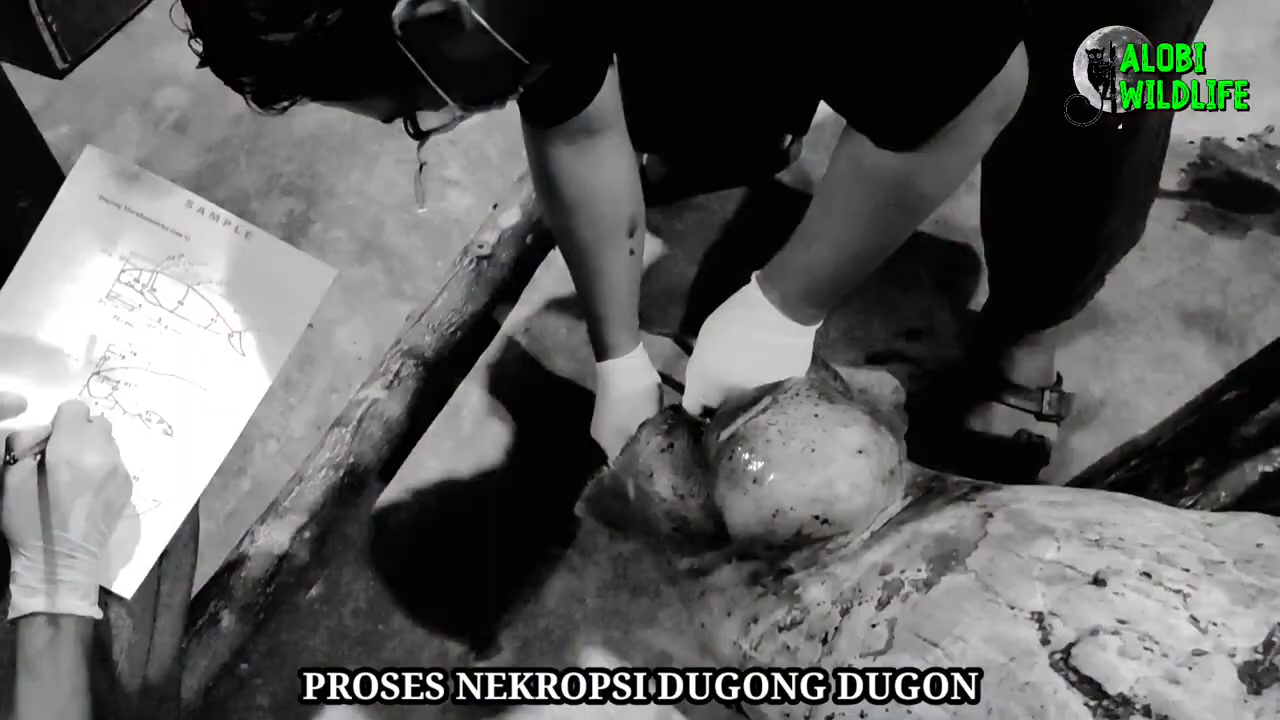 ALOBI
WILDLIFE
SAMPLE
PROSES NEKROPSI DUGONG DUGON